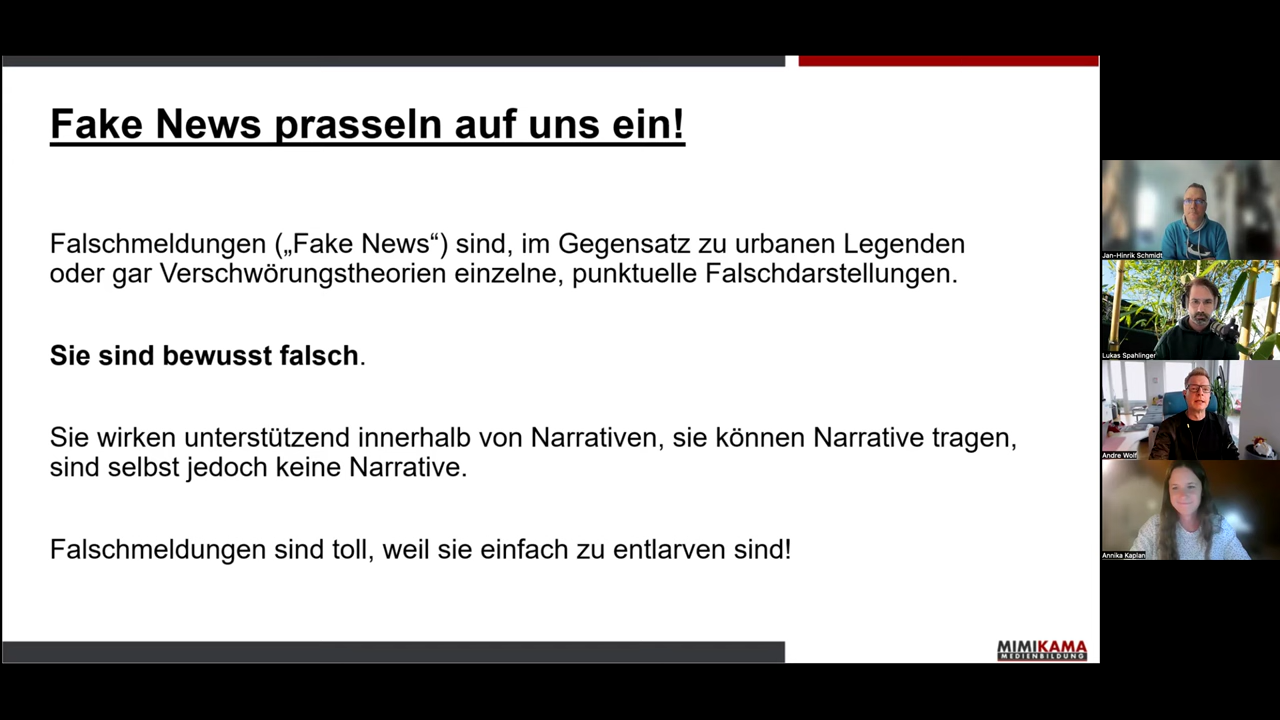 Fake News prasseln auf uns ein!
Falschmeldungen („Fake News“) sind, im Gegensatz zu urbanen Legenden
oder gar Verschwörungstheorien einzelne, punktuelle Falschdarstellungen.
Sie sind bewusst falsch.
Sie wirken unterstützend innerhalb von Narrativen, sie können Narrative tragen,
sind selbst jedoch keine Narrative.
Falschmeldungen sind toll, weil sie einfach zu entlarven sind!
MIMIKAMA
MEDIENBILDUNG
Jan-Hinrik Schmidt
Lukas Spahlinger
Andre Wolf
Annika Kaplan